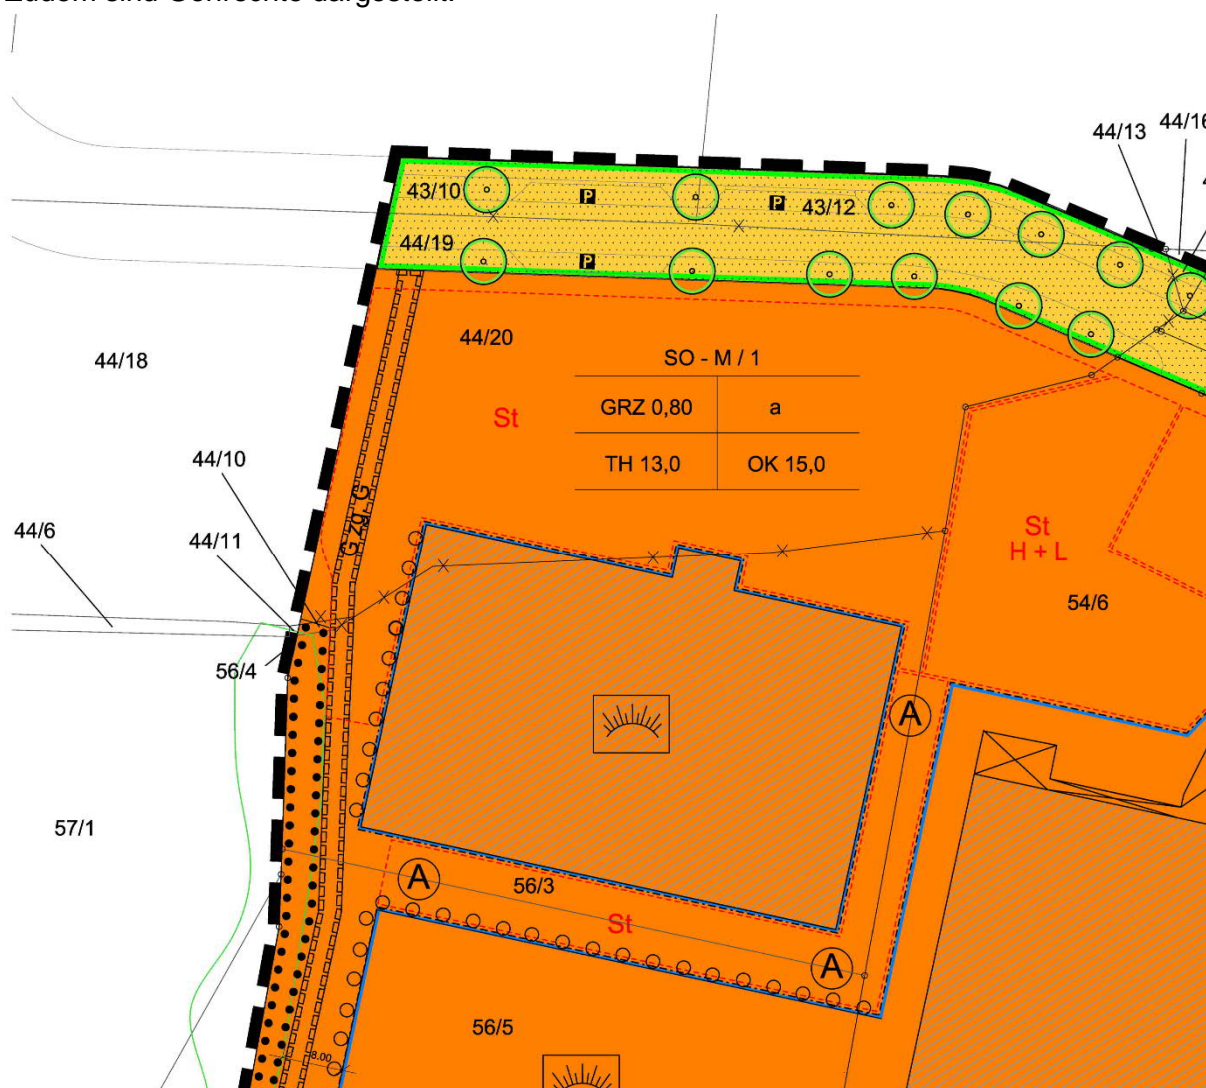 Zudem sind Gehrechte dargestellt.
44/13
44/16
43/10
P
P
43/12
44/19
P
44/20
44/18
SO - M / 1
GRZ 0,80
a
St
TH 13,0
OK 15,0
44/10
G zg. G
44/6
44/11
St
H + L
54/6
56/4
A
57/1
A
56/3
St
A
56/5
8.00